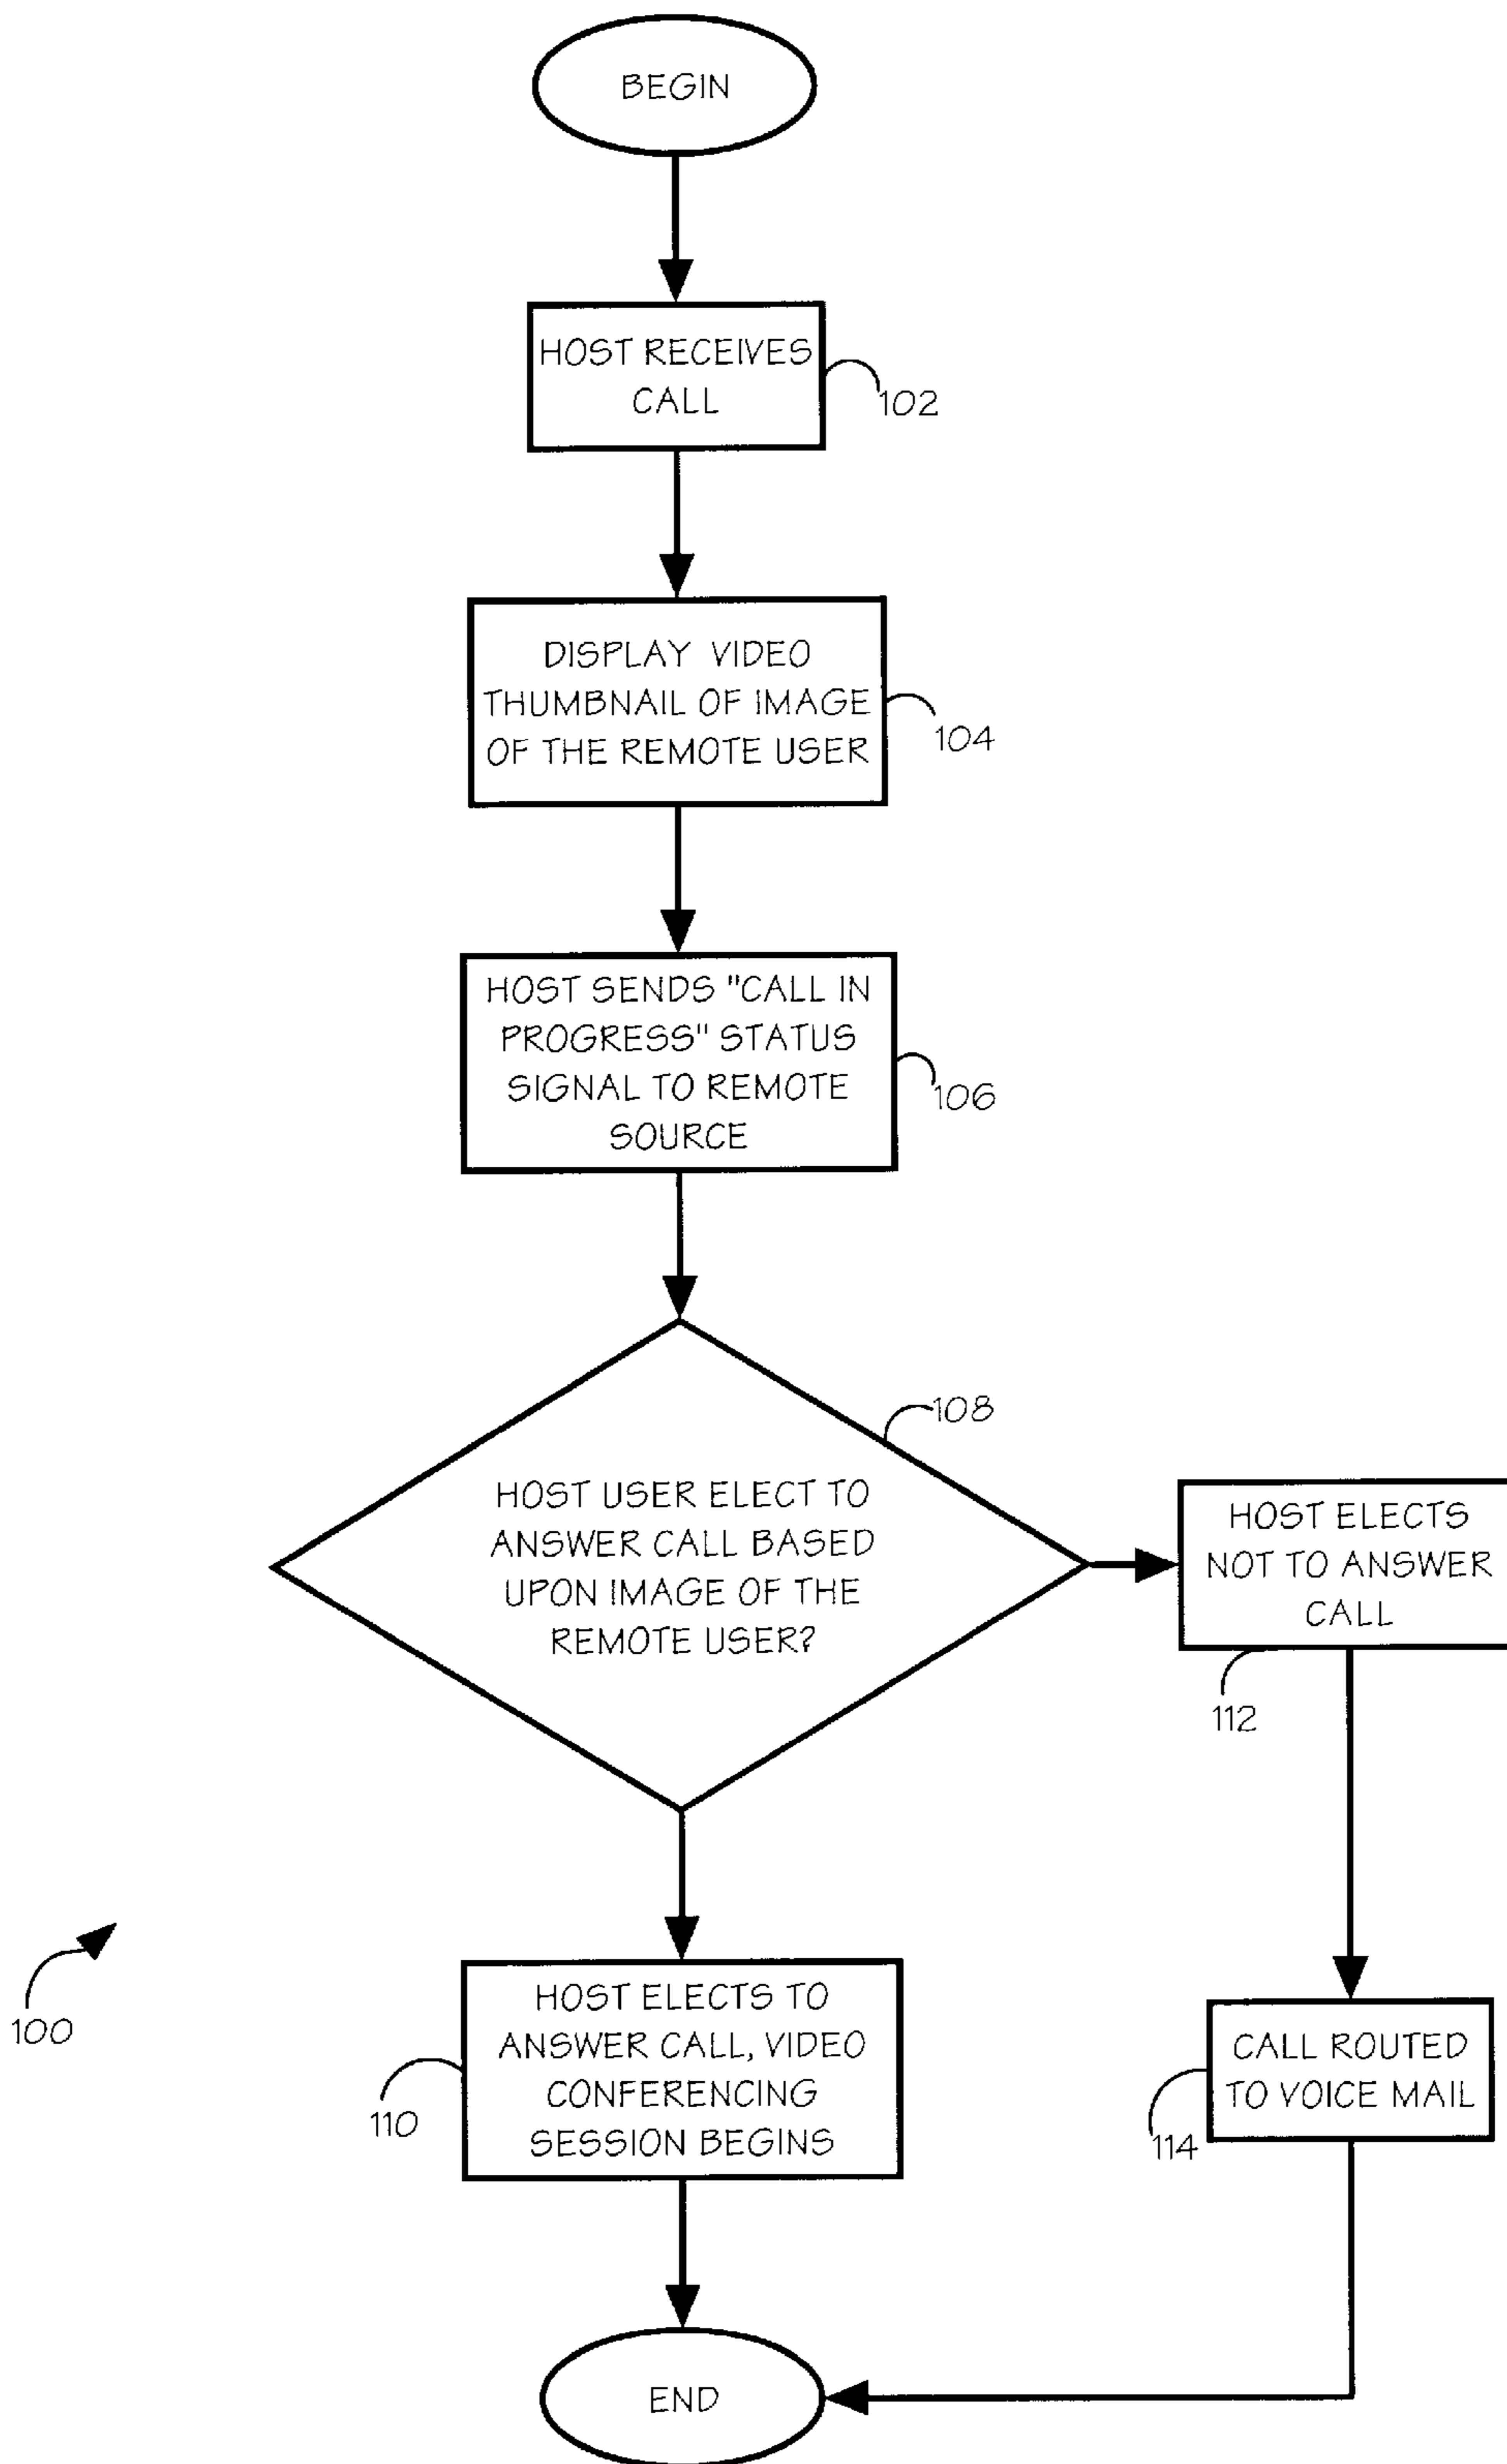 BEGIN
HOST RECEIVES
CALL
102
DISPLAY VIDEO
THUMBNAIL OF IMAGE
OF THE REMOTE USER
104
HOST SENDS "CALL IN
PROGRESS" STATUS
SIGNAL TO REMOTE
SOURCE
106
108
HOST USER ELECT TO
ANSWER CALL BASED
UPON IMAGE OF THE
REMOTE USER?
HOST ELECTS
NOT TO ANSWER
CALL
112
100
HOST ELECTS TO
ANSWER CALL, VIDEO
CONFERENCING
SESSION BEGINS
110
CALL ROUTED
TO VOICE MAIL
114
END